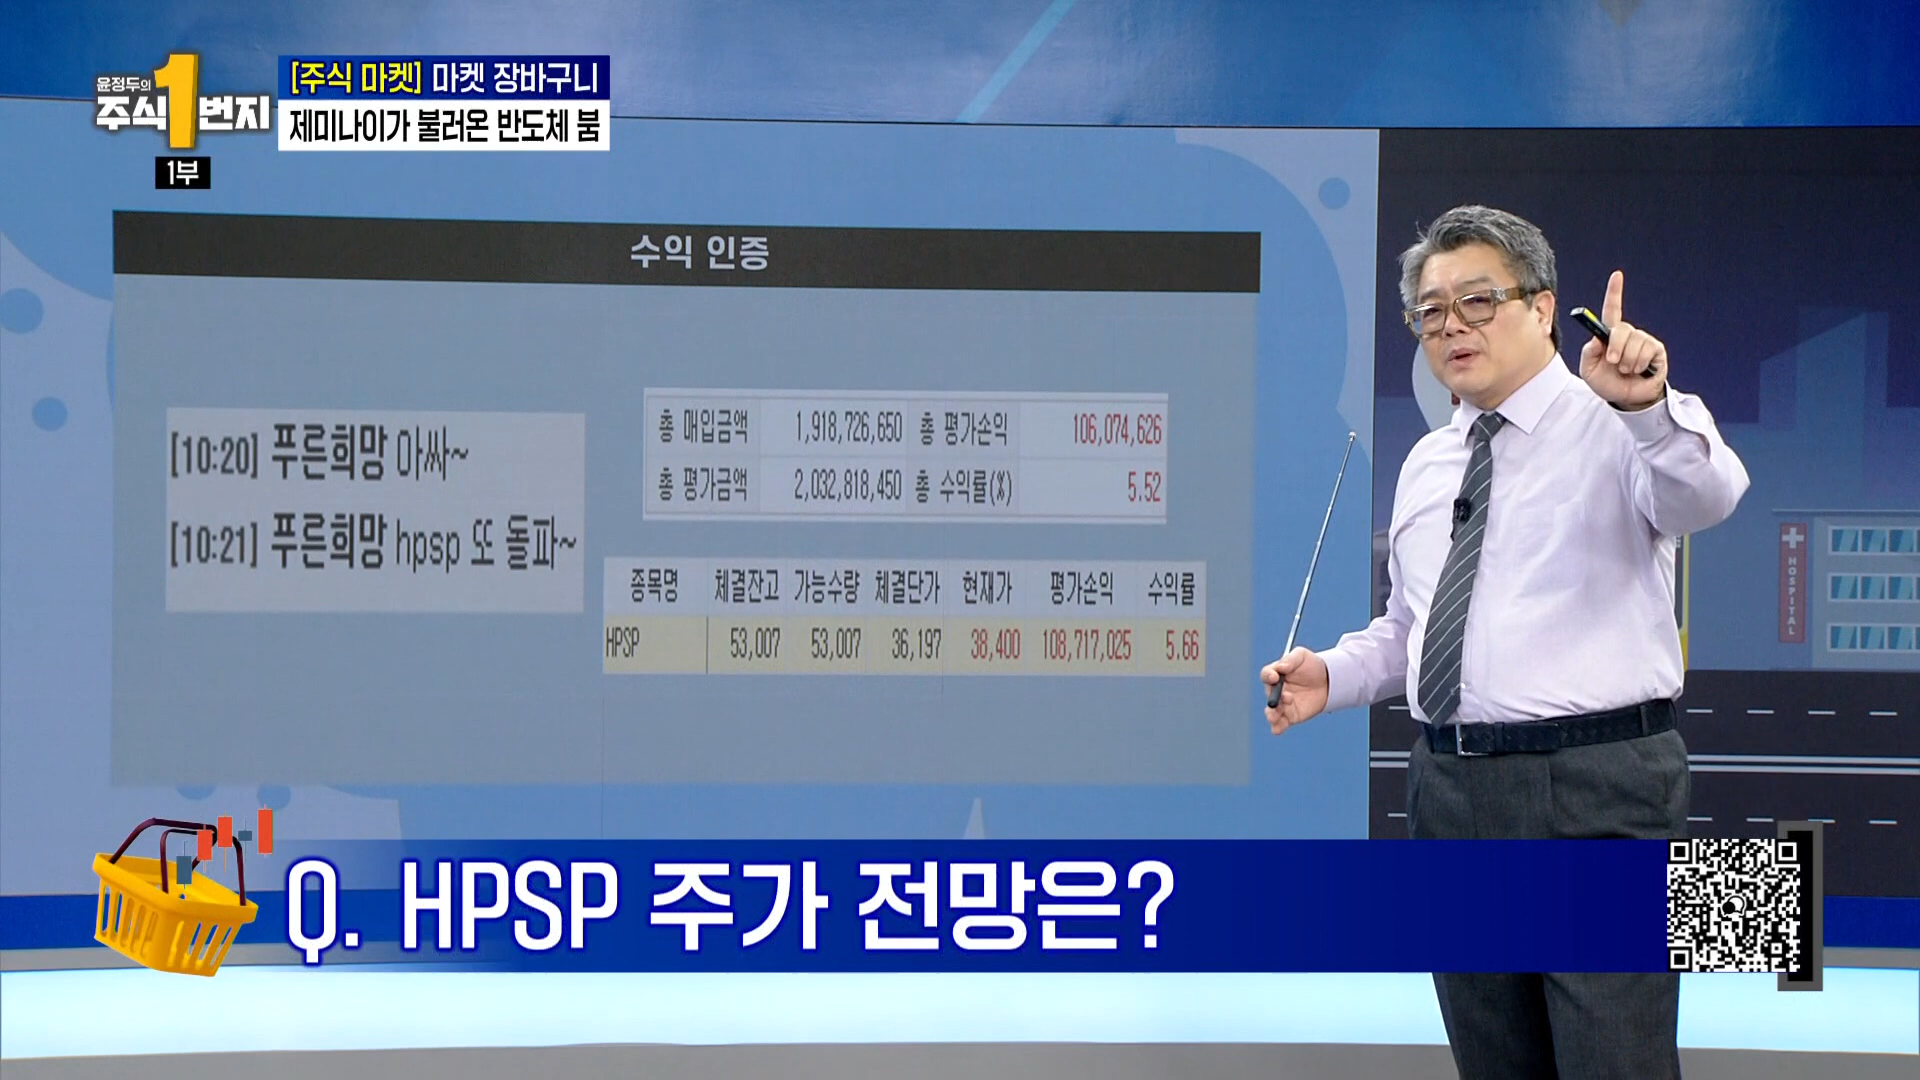 윤정두의
주식1번지
1부
[주식 마켓] 마켓 장바구니
제미나이가 불러온 반도체 붐
수익 인증
[10:20] 푸른희망 아싸~
[10:21] 푸른희망 hpsp 또 돌파~
총 매입금액 1,918,726,650 총 평가손익 106,074,626
총 평가금액 2,032,818,450 총 수익률(%) 5.52
종목명 체결잔고 가능수량 체결단가 현재가 평가손익 수익률
HPSP 53,007 53,007 36,197 38,400 108,717,025 5.66
HOSPITAL
Q. HPSP 주가 전망은?